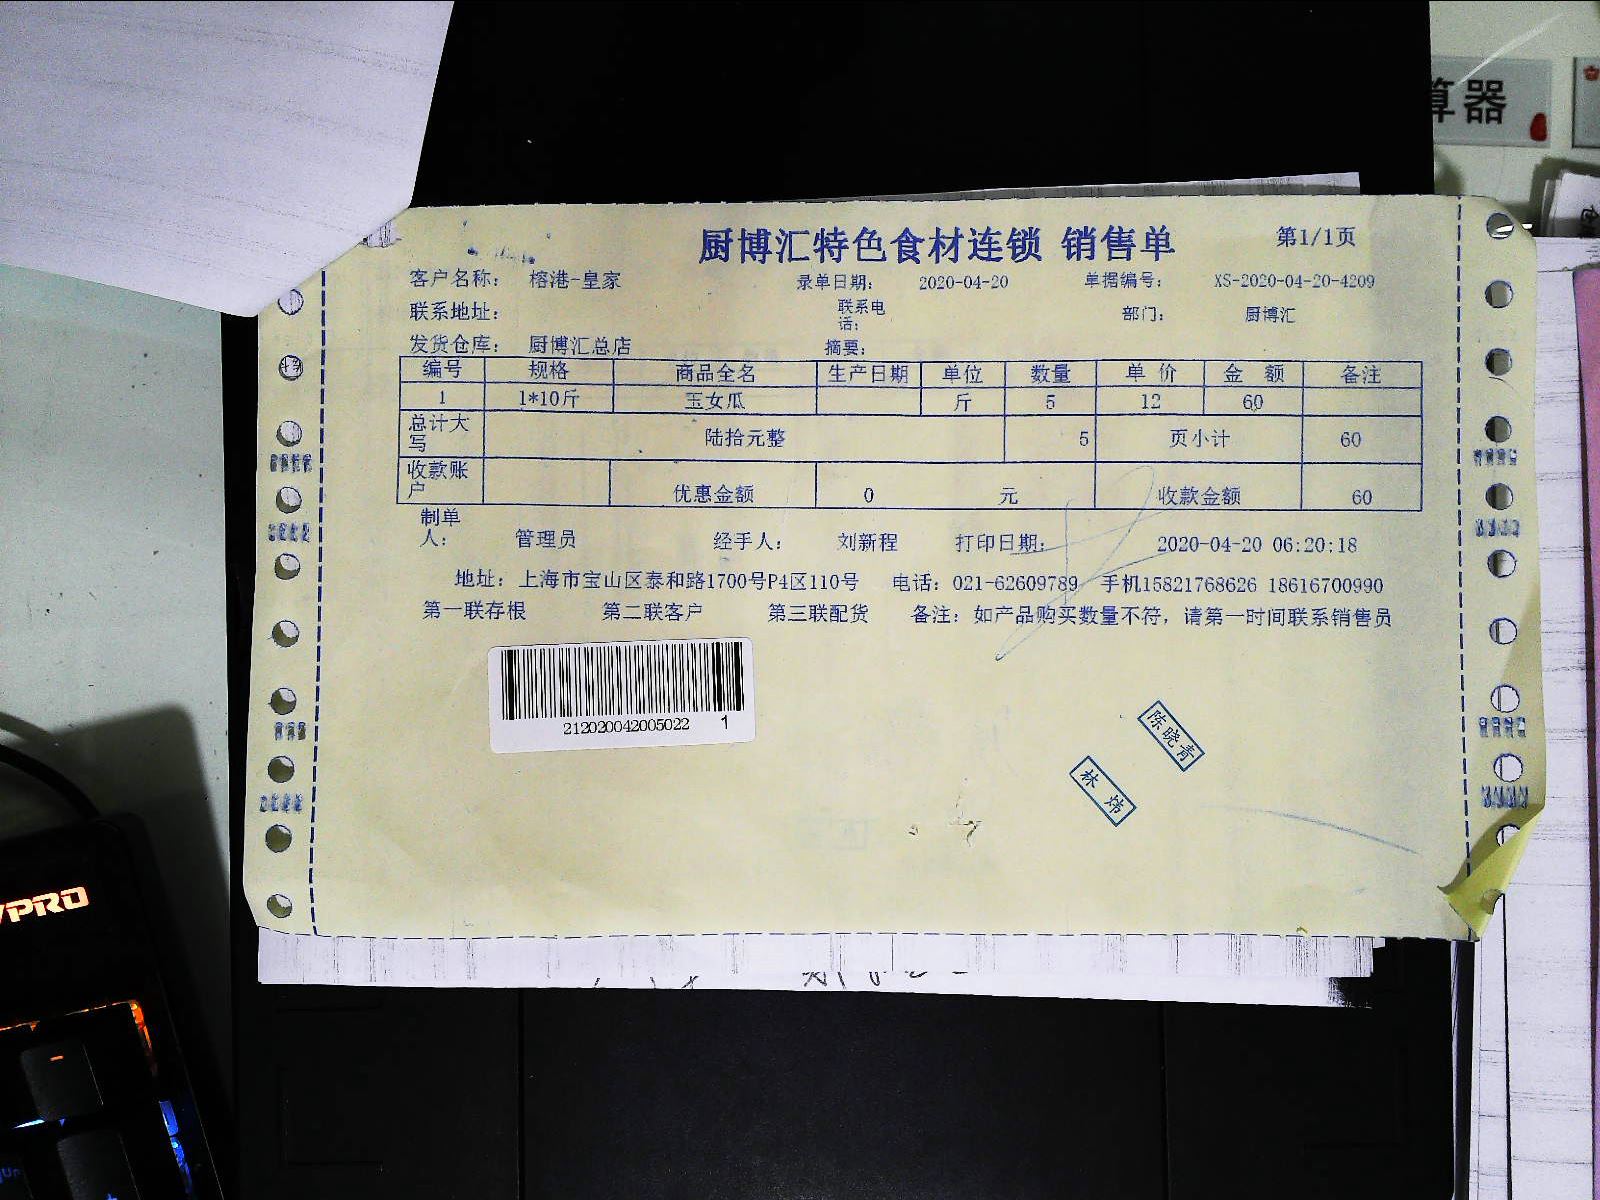 算器
厨博汇特色食材连锁 销售单 第1/1页
客户名称： 榕港-皇家 录单日期： 2020-04-20 单据编号： XS-2020-04-20-4209
联系地址： 联系电话： 部门： 厨博汇
发货仓库： 厨博汇总店 摘要：
编号 规格 商品全名 生产日期 单位 数量 单价 金额 备注
1 1*10斤 玉女瓜 斤 5 12 60
总计大写 陆拾元整 5 页小计 60
收款账户 优惠金额 0 元 收款金额 60
制单人： 管理员 经手人： 刘新程 打印日期： 2020-04-20 06:20:18
地址：上海市宝山区泰和路1700号P4区110号 电话：021-62609789 手机15821768626 18616700990
第一联存根 第二联客户 第三联配货 备注：如产品购买数量不符，请第一时间联系销售员
212020042005022 1
陈晓青
林炜
PRO